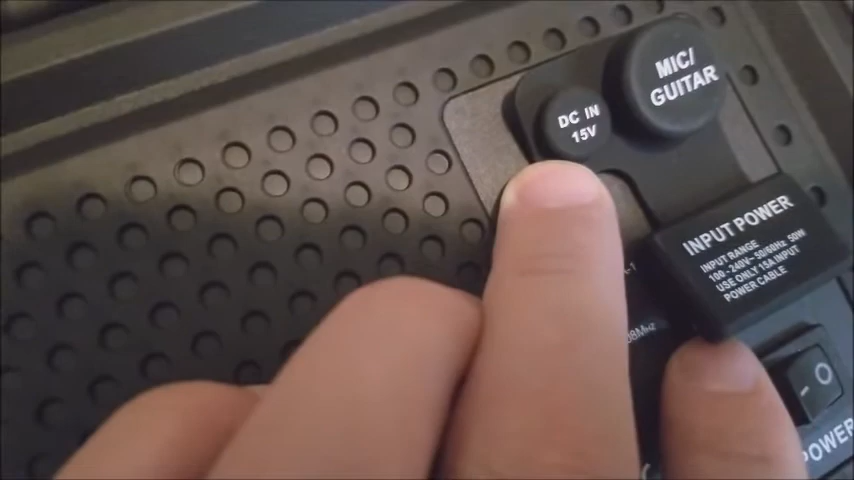 MIC/
GUITAR
DC IN
15V
INPUT POWER
INPUT RANGE
100-240V~50/60Hz 50W
USE ONLY 15A INPUT
POWER CABLE
- O
POWER